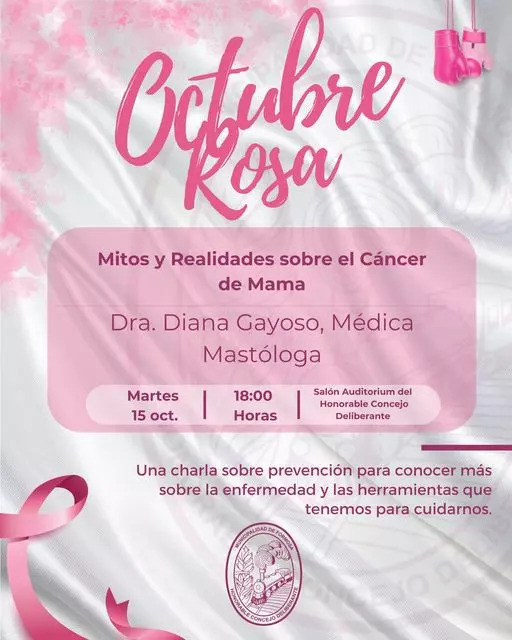 Octubre
Rosa
Mitos y Realidades sobre el Cáncer
de Mama
Dra. Diana Gayoso, Médica
Mastóloga
Martes
15 oct.
18:00
Horas
Salón Auditorium del
Honorable Concejo
Deliberante
Una charla sobre prevención para conocer más
sobre la enfermedad y las herramientas que
tenemos para cuidarnos.
MUNICIPALIDAD DE FORMOSA
HONORABLE CONCEJO DELIBERANTE